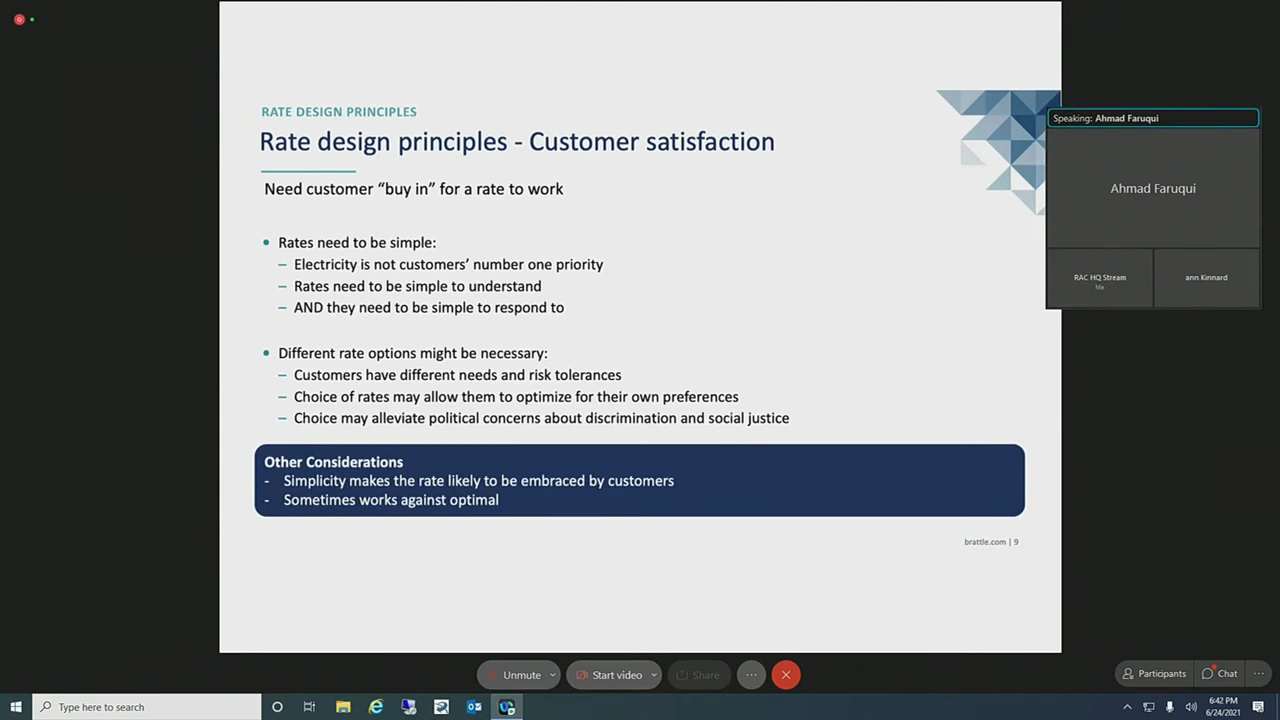 RATE DESIGN PRINCIPLES
Rate design principles - Customer satisfaction
Need customer “buy in” for a rate to work
• Rates need to be simple:
– Electricity is not customers’ number one priority
– Rates need to be simple to understand
– AND they need to be simple to respond to
• Different rate options might be necessary:
– Customers have different needs and risk tolerances
– Choice of rates may allow them to optimize for their own preferences
– Choice may alleviate political concerns about discrimination and social justice
Other Considerations
- Simplicity makes the rate likely to be embraced by customers
- Sometimes works against optimal
brattle.com | 9
Speaking: Ahmad Faruqui
Ahmad Faruqui
RAC HQ Stream
Me
ann Kinnard
Unmute
Start video
Share
Participants
Chat
Type here to search
6:42 PM
6/24/2021